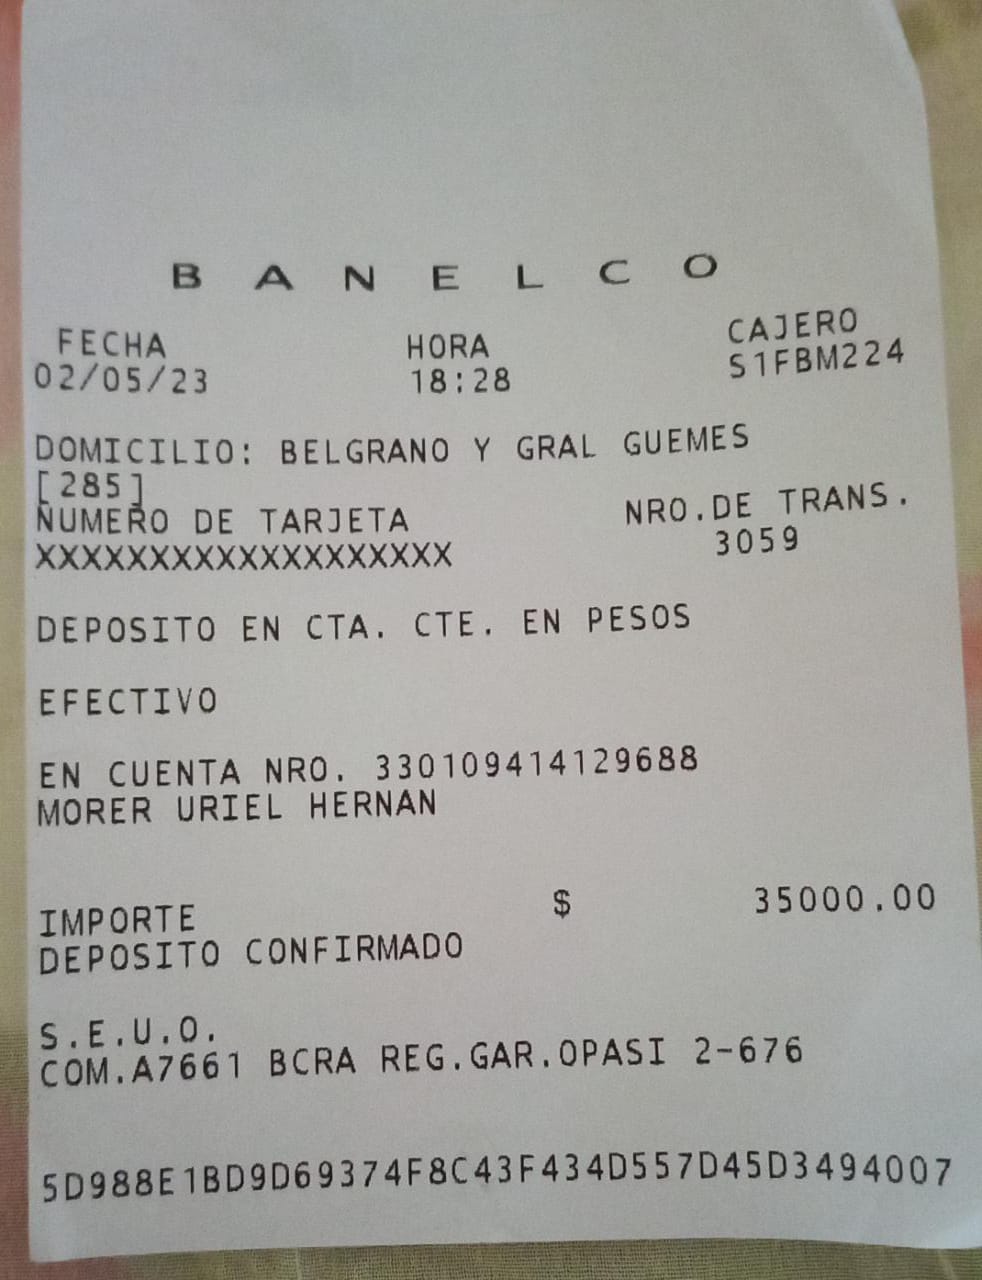 B A N E L C O
FECHA HORA CAJERO
02/05/23 18:28 S1FBM224
DOMICILIO: BELGRANO Y GRAL GUEMES
[285]
NUMERO DE TARJETA NRO.DE TRANS.
XXXXXXXXXXXXXXXXXXX 3059
DEPOSITO EN CTA. CTE. EN PESOS
EFECTIVO
EN CUENTA NRO. 330109414129688
MORER URIEL HERNAN
IMPORTE $ 35000.00
DEPOSITO CONFIRMADO
S.E.U.O.
COM.A7661 BCRA REG.GAR.OPASI 2-676
5D988E1BD9D69374F8C43F434D557D45D3494007